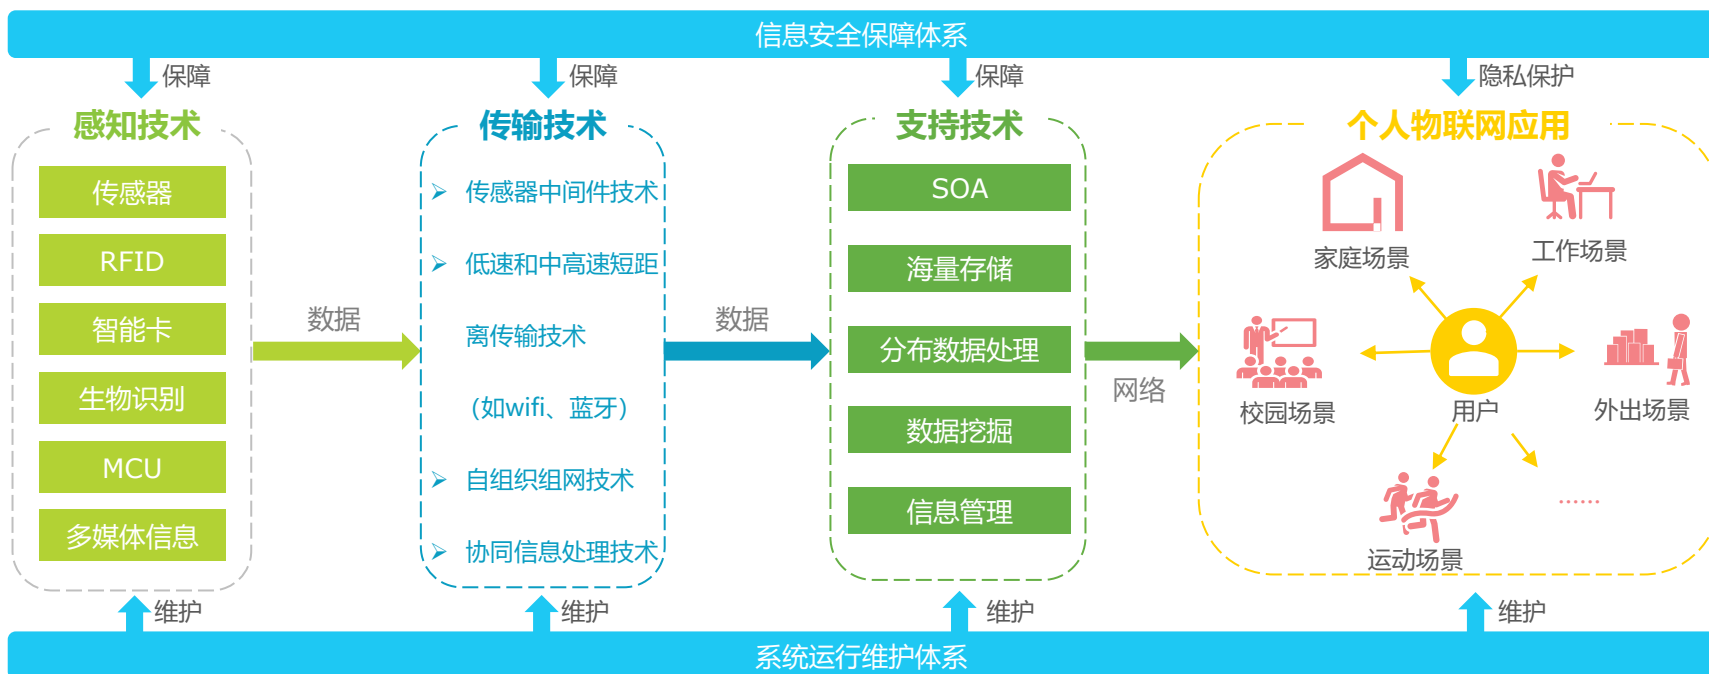 信息安全保障体系
保障
保障
保障
隐私保护
感知技术
传感器
RFID
智能卡
生物识别
MCU
多媒体信息
数据
传输技术
传感器中间件技术
低速和中高速短距
离传输技术
（如wifi、蓝牙）
自组织组网技术
协同信息处理技术
数据
支持技术
SOA
海量存储
分布数据处理
数据挖掘
信息管理
网络
个人物联网应用
家庭场景
工作场景
校园场景
用户
外出场景
运动场景
......
维护
维护
维护
维护
系统运行维护体系